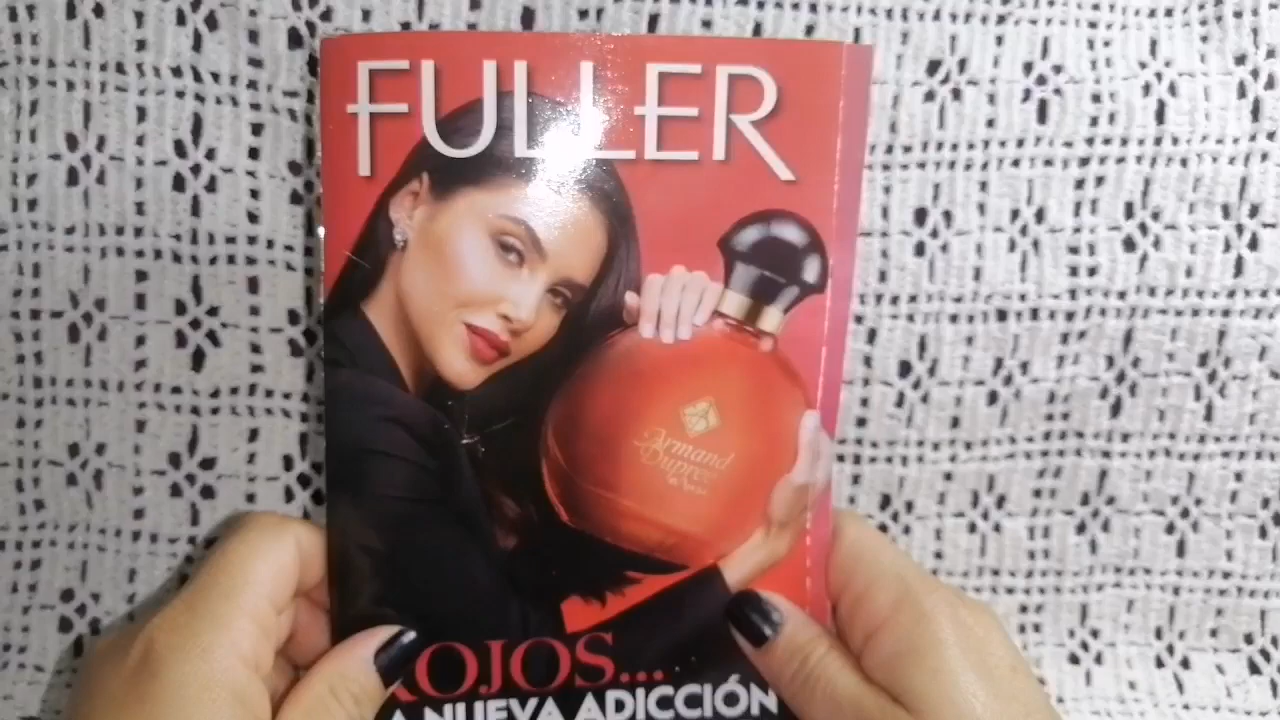 FULLER
Armand
Dupree
ROJOS...
A NUEVA ADICCIÓN